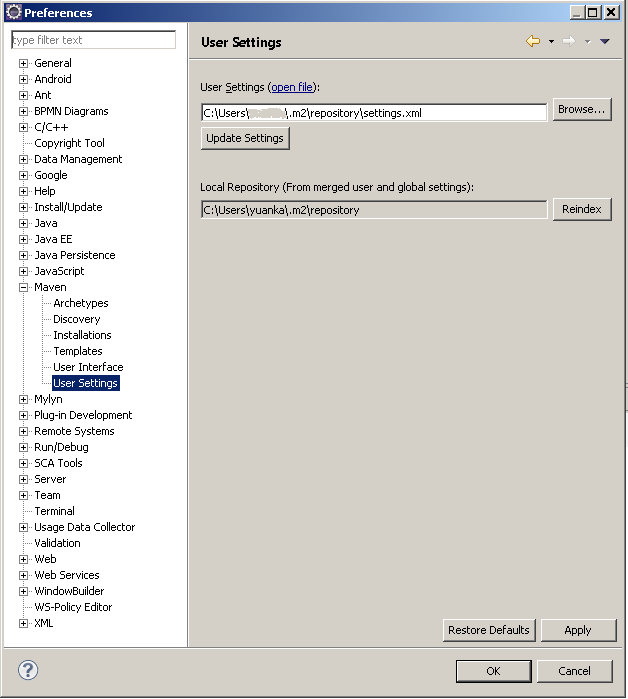 Preferences
type filter text
General
Android
Ant
BPMN Diagrams
C/C++
Copyright Tool
Data Management
Google
Help
Install/Update
Java
Java EE
Java Persistence
JavaScript
Maven
Archetypes
Discovery
Installations
Templates
User Interface
User Settings
Mylyn
Plug-in Development
Remote Systems
Run/Debug
SCA Tools
Server
Team
Terminal
Usage Data Collector
Validation
Web
Web Services
WindowBuilder
WS-Policy Editor
XML
User Settings
User Settings (open file):
C:\Users\ \.m2\repository\settings.xml
Browse...
Update Settings
Local Repository (From merged user and global settings):
C:\Users\yuanka\.m2\repository
Reindex
Restore Defaults
Apply
?
OK
Cancel